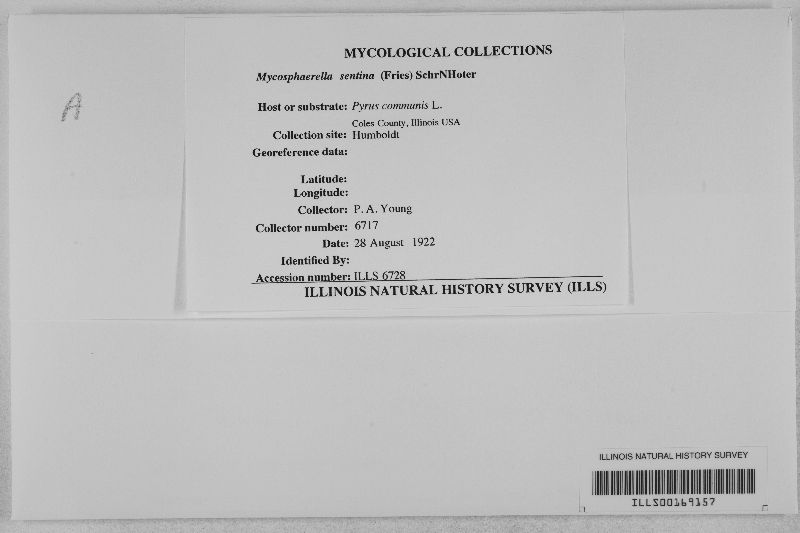 MYCOLOGICAL COLLECTIONS
Mycosphaerella sentina (Fries) SchrNHoter
A
Host or substrate: Pyrus communis L.
Coles County, Illinois USA
Collection site: Humboldt
Georeference data:
Latitude:
Longitude:
Collector: P. A. Young
Collector number: 6717
Date: 28 August 1922
Identified By:
Accession number: ILLS 6728
ILLINOIS NATURAL HISTORY SURVEY (ILLS)
ILLINOIS NATURAL HISTORY SURVEY
ILLS00169157